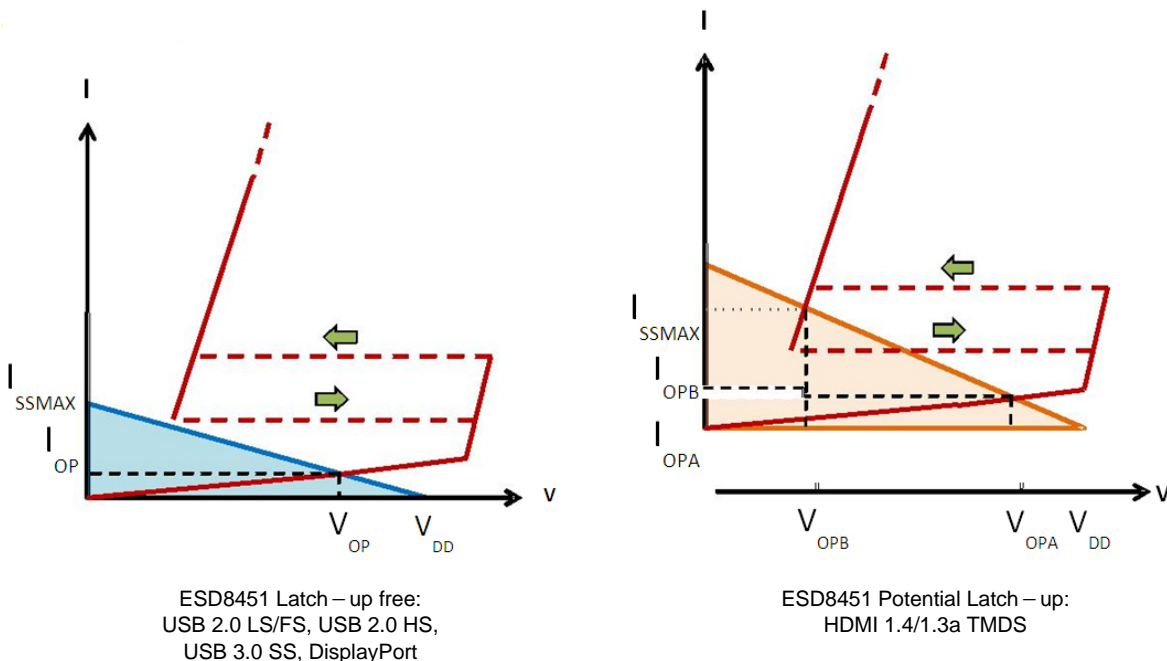 I
I
SSMAX
I
OP
V
V
OP
V
DD
ESD8451 Latch – up free:
USB 2.0 LS/FS, USB 2.0 HS,
USB 3.0 SS, DisplayPort
I
I
SSMAX
I
OPB
I
OPA
V
V
OPB
V
OPA
V
DD
ESD8451 Potential Latch – up:
HDMI 1.4/1.3a TMDS